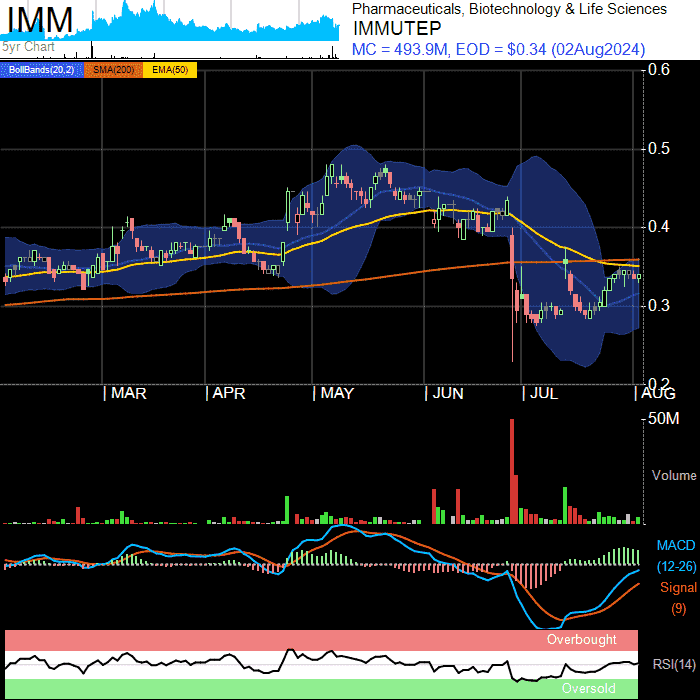 IMM
5yr Chart
Pharmaceuticals, Biotechnology & Life Sciences
IMMUTEP
MC = 493.9M, EOD = $0.34 (02Aug2024)
BollBands(20,2) SMA(200) EMA(50)
0.6
0.5
0.4
0.3
0.2
MAR APR MAY JUN JUL AUG
50M
Volume
MACD
(12-26)
Signal
(9)
Overbought
RSI(14)
Oversold